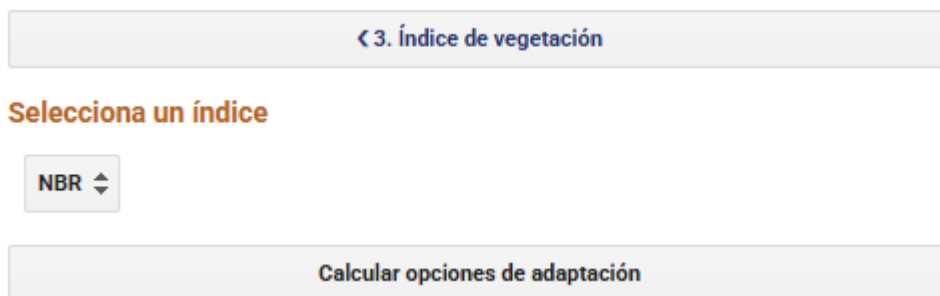 ❮ 3. Índice de vegetación
Selecciona un índice
NBR
Calcular opciones de adaptación